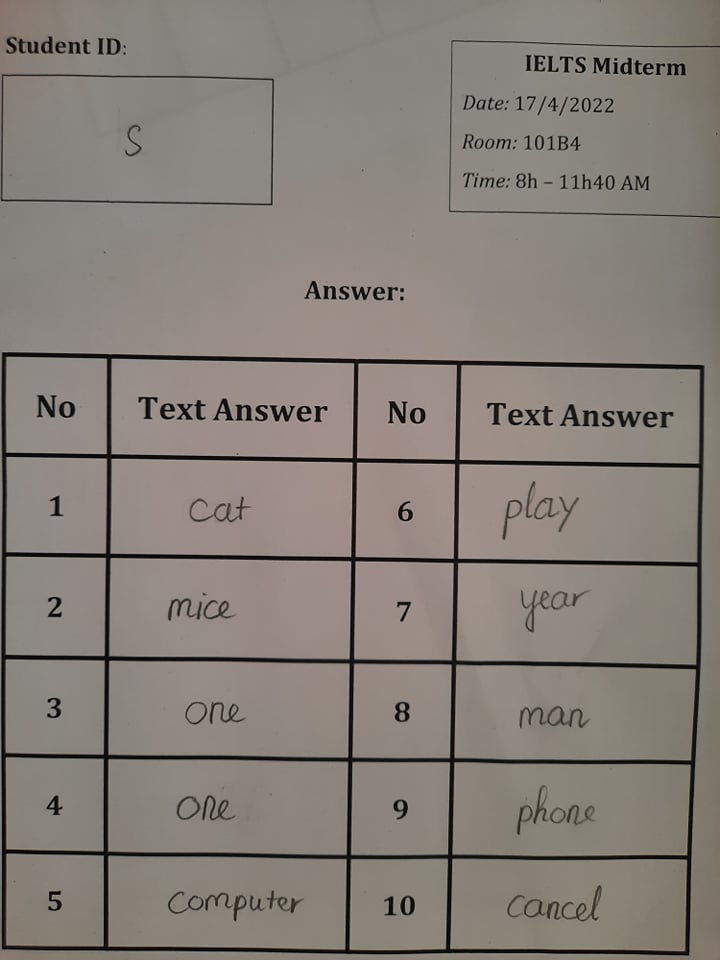 Student ID:
S
IELTS Midterm
Date: 17/4/2022
Room: 101B4
Time: 8h – 11h40 AM
Answer:
No Text Answer No Text Answer
1 cat 6 play
2 mice 7 year
3 one 8 man
4 one 9 phone
5 computer 10 cancel